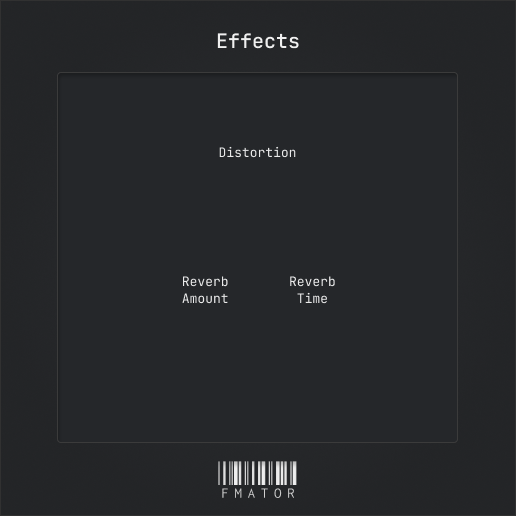 Effects
Distortion
Reverb Reverb
Amount Time
FMATOR